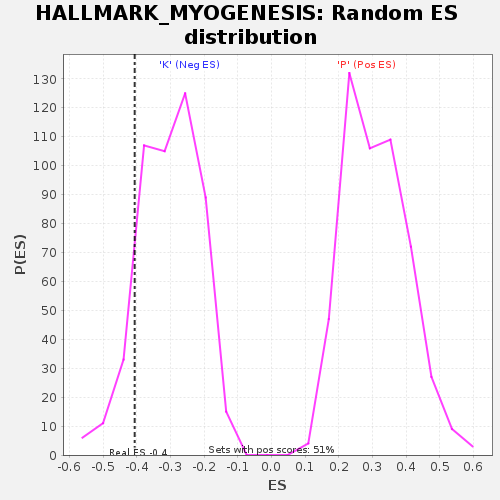 HALLMARK_MYOGENESIS: Random ES
distribution
'K' (Neg ES)
'P' (Pos ES)
130
120
110
100
90
80
70
60
50
40
30
20
10
0
P(ES)
Real ES -0.4
Sets with pos scores: 51%
-0.6 -0.5 -0.4 -0.3 -0.2 -0.1 0.0 0.1 0.2 0.3 0.4 0.5 0.6
ES